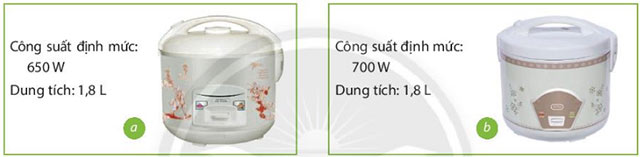 Công suất định mức:
650 W
Dung tích: 1,8 L
a
Công suất định mức:
700 W
Dung tích: 1,8 L
b